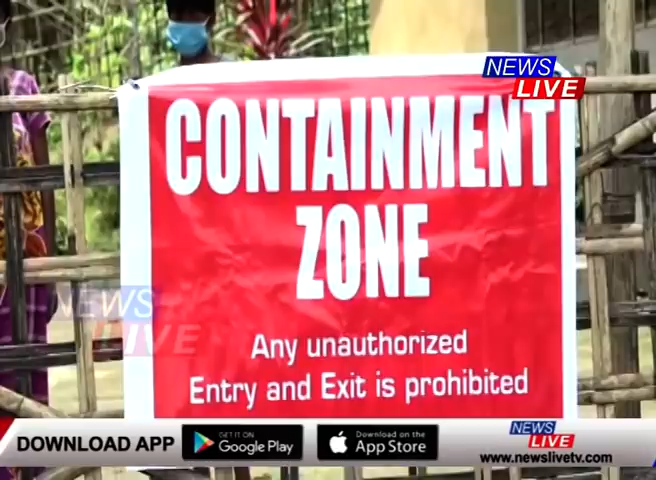 NEWS
LIVE
CONTAINMENT
ZONE
NEWS
LIVE
Any unauthorized
Entry and Exit is prohibited
DOWNLOAD APP
GET IT ON
Google Play
Download on the
App Store
NEWS
LIVE
www.newslivetv.com